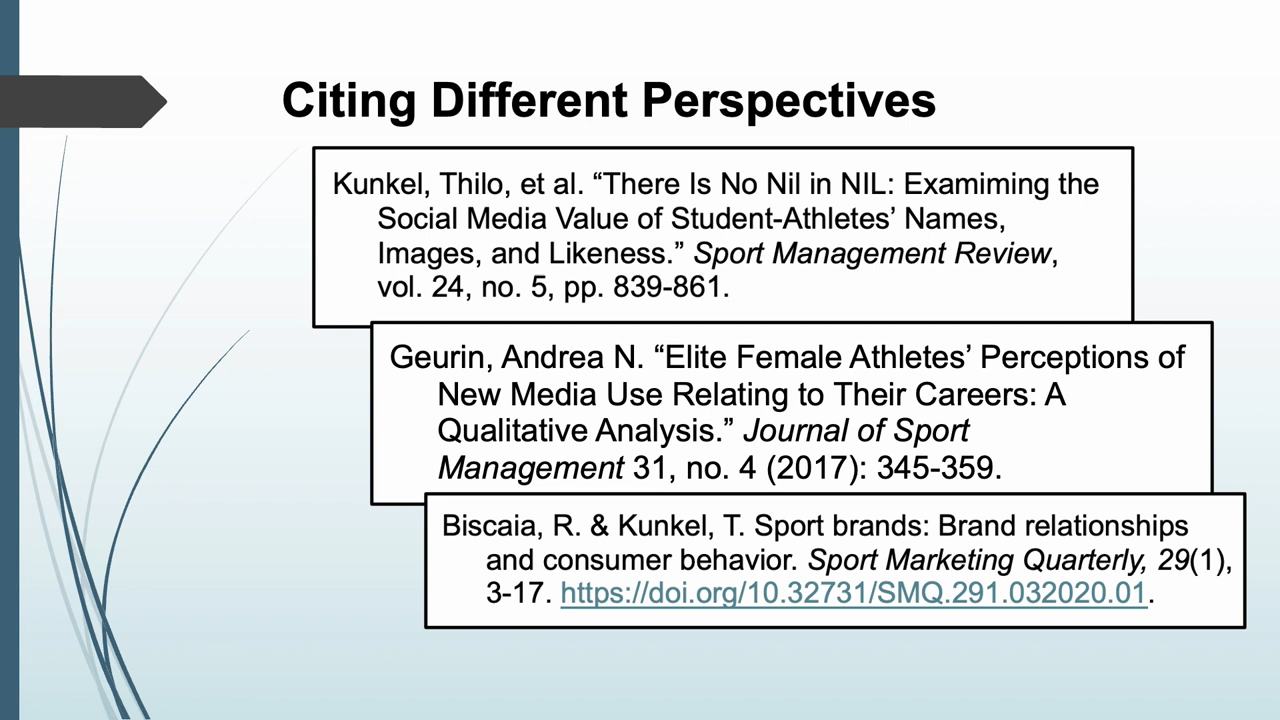 Citing Different Perspectives
Kunkel, Thilo, et al. “There Is No Nil in NIL: Examiming the
Social Media Value of Student-Athletes’ Names,
Images, and Likeness.” Sport Management Review,
vol. 24, no. 5, pp. 839-861.
Geurin, Andrea N. “Elite Female Athletes’ Perceptions of
New Media Use Relating to Their Careers: A
Qualitative Analysis.” Journal of Sport
Management 31, no. 4 (2017): 345-359.
Biscaia, R. & Kunkel, T. Sport brands: Brand relationships
and consumer behavior. Sport Marketing Quarterly, 29(1),
3-17. https://doi.org/10.32731/SMQ.291.032020.01.